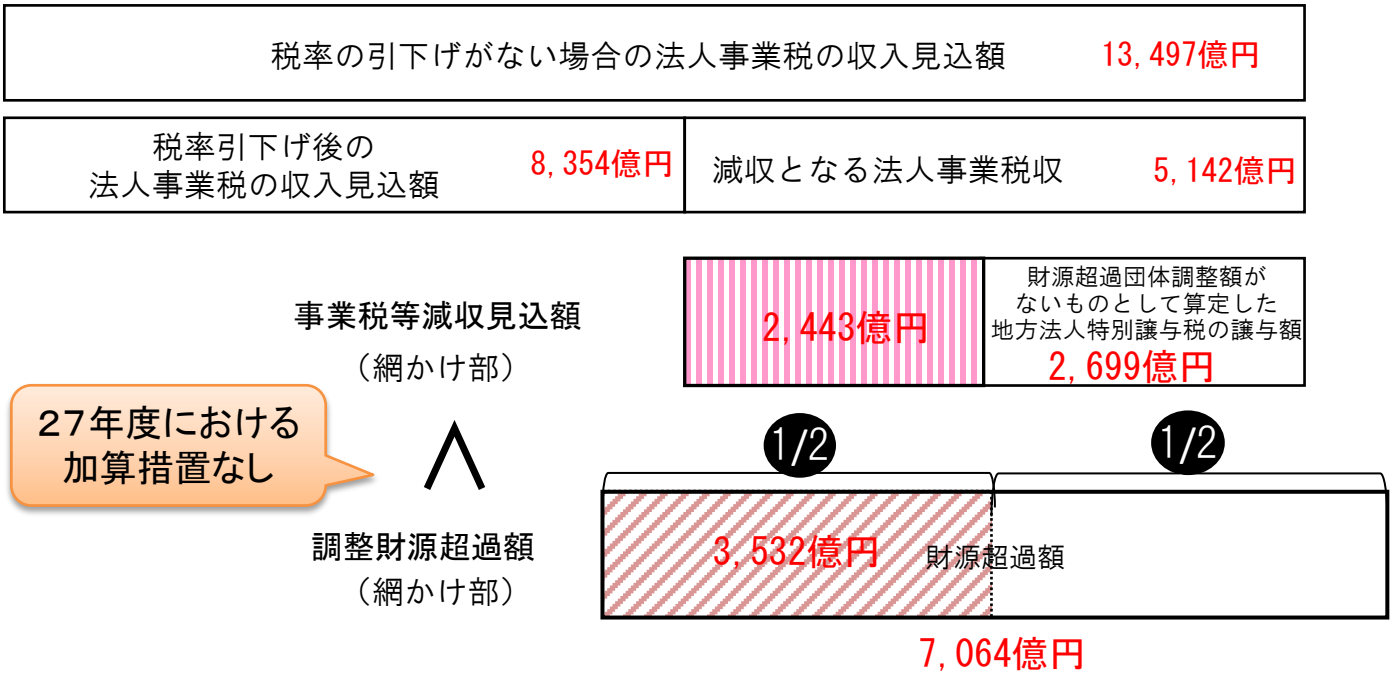 税率の引下げがない場合の法人事業税の収入見込額 13,497億円
税率引下げ後の
法人事業税の収入見込額 8,354億円
減収となる法人事業税収 5,142億円
事業税等減収見込額
（網かけ部）
2,443億円
財源超過団体調整額が
ないものとして算定した
地方法人特別譲与税の譲与額
2,699億円
27年度における
加算措置なし
∧
1/2
1/2
調整財源超過額
（網かけ部）
3,532億円
財源超過額
7,064億円